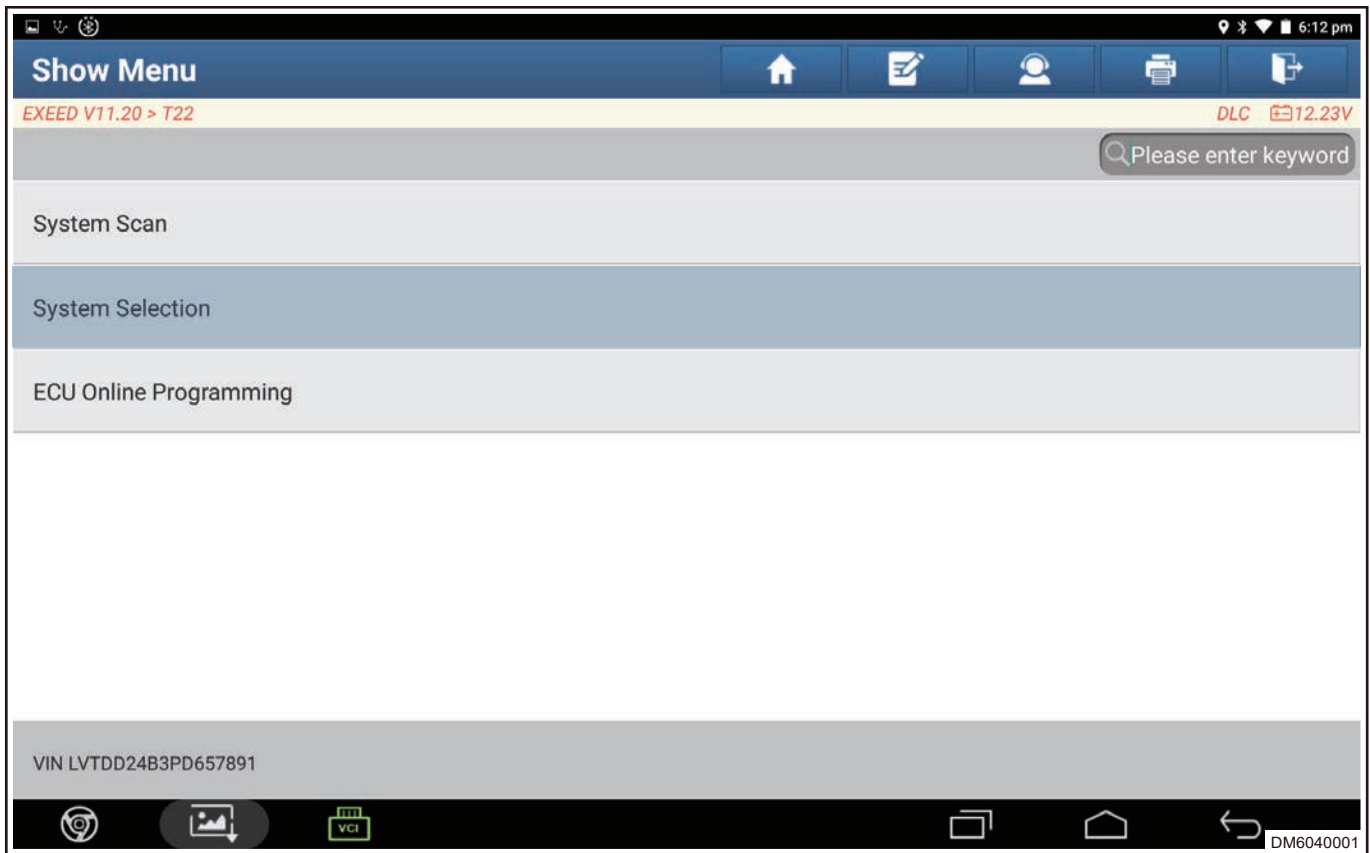 6:12 pm
Show Menu
EXEED V11.20 > T22
DLC 12.23V
Please enter keyword
System Scan
System Selection
ECU Online Programming
VIN LVTDD24B3PD657891
VCI
DM6040001